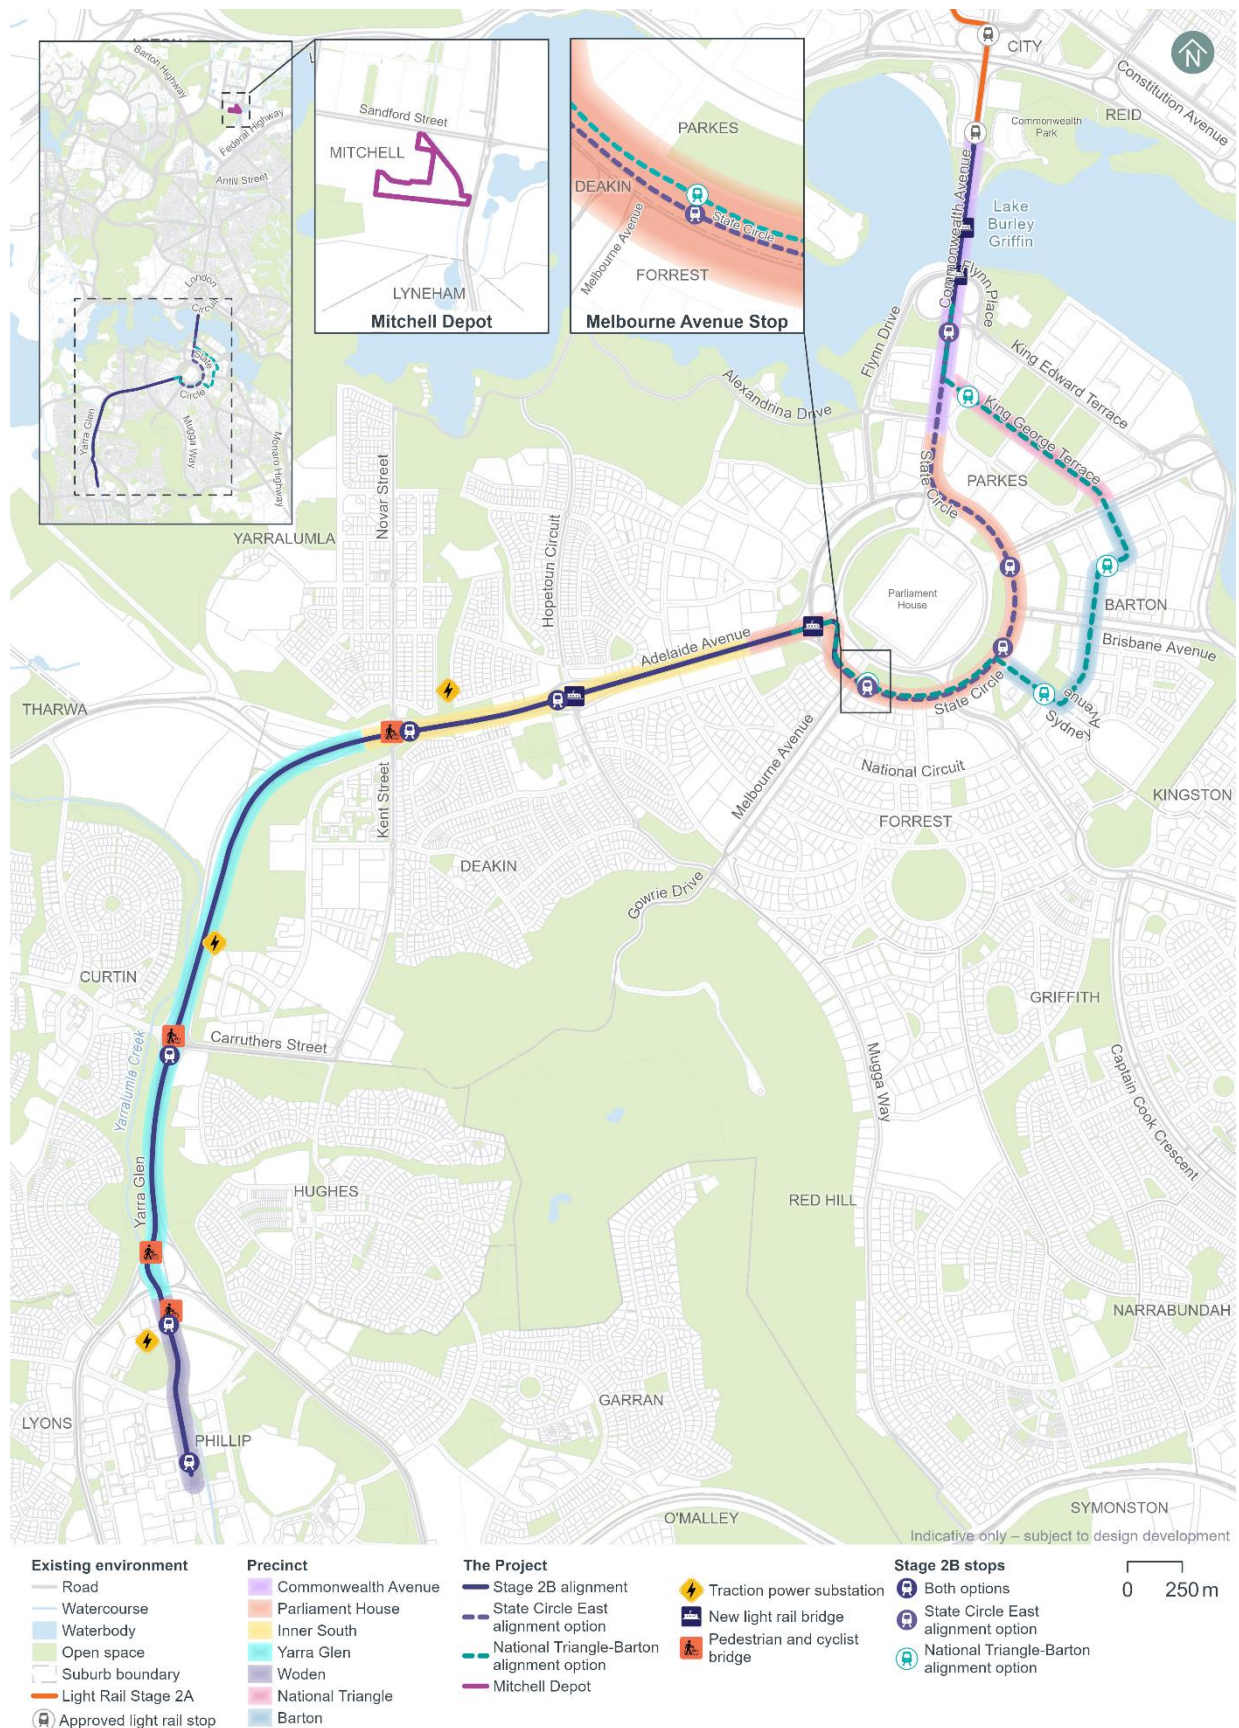 ACTON
Barton Highway
Federal Highway
Antill Street
London
Circuit
State
Circle
Yarra Glen
Mugga Way
Monaro Highway
Sandford Street
MITCHELL
LYNEHAM
Mitchell Depot
PARKES
DEAKIN
State Circle
Melbourne Avenue
FORREST
Melbourne Avenue Stop
N
CITY
Constitution Avenue
REID
Commonwealth
Park
Commonwealth Avenue
Lake
Burley
Griffin
Flynn Place
Flynn Drive
King Edward Terrace
Alexandrina Drive
King George Terrace
State Circle
PARKES
YARRALUMLA
Novar Street
Hopetoun Circuit
Parliament
House
BARTON
Brisbane Avenue
Adelaide Avenue
State Circle
Sydney Avenue
THARWA
Melbourne Avenue
National Circuit
KINGSTON
Kent Street
FORREST
DEAKIN
Gowrie Drive
CURTIN
GRIFFITH
Carruthers Street
Yarralumla Creek
Mugga Way
Captain Cook Crescent
Yarra Glen
HUGHES
RED HILL
NARRABUNDAH
GARRAN
LYONS
PHILLIP
SYMONSTON
O'MALLEY
Indicative only – subject to design development
Existing environment
Road
Watercourse
Waterbody
Open space
Suburb boundary
Light Rail Stage 2A
Approved light rail stop
Precinct
Commonwealth Avenue
Parliament House
Inner South
Yarra Glen
Woden
National Triangle
Barton
The Project
Stage 2B alignment
State Circle East
alignment option
National Triangle-Barton
alignment option
Mitchell Depot
Traction power substation
New light rail bridge
Pedestrian and cyclist
bridge
Stage 2B stops
Both options
State Circle East
alignment option
National Triangle-Barton
alignment option
0 250 m